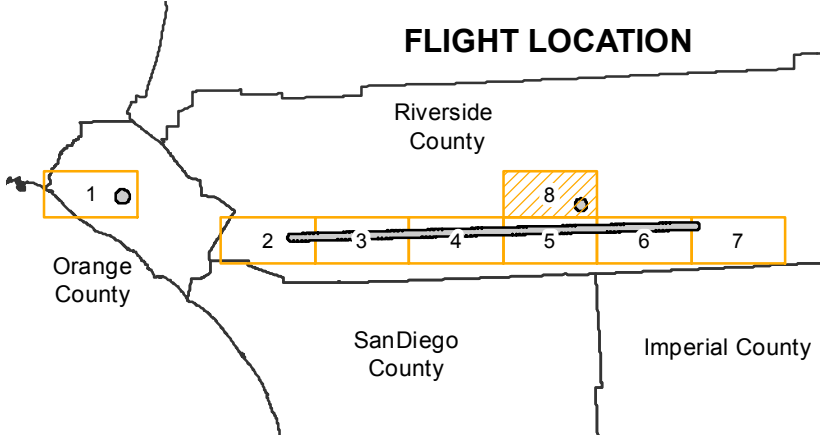 FLIGHT LOCATION
Riverside
County
1
8
2
3
4
5
6
7
Orange
County
SanDiego
County
Imperial County